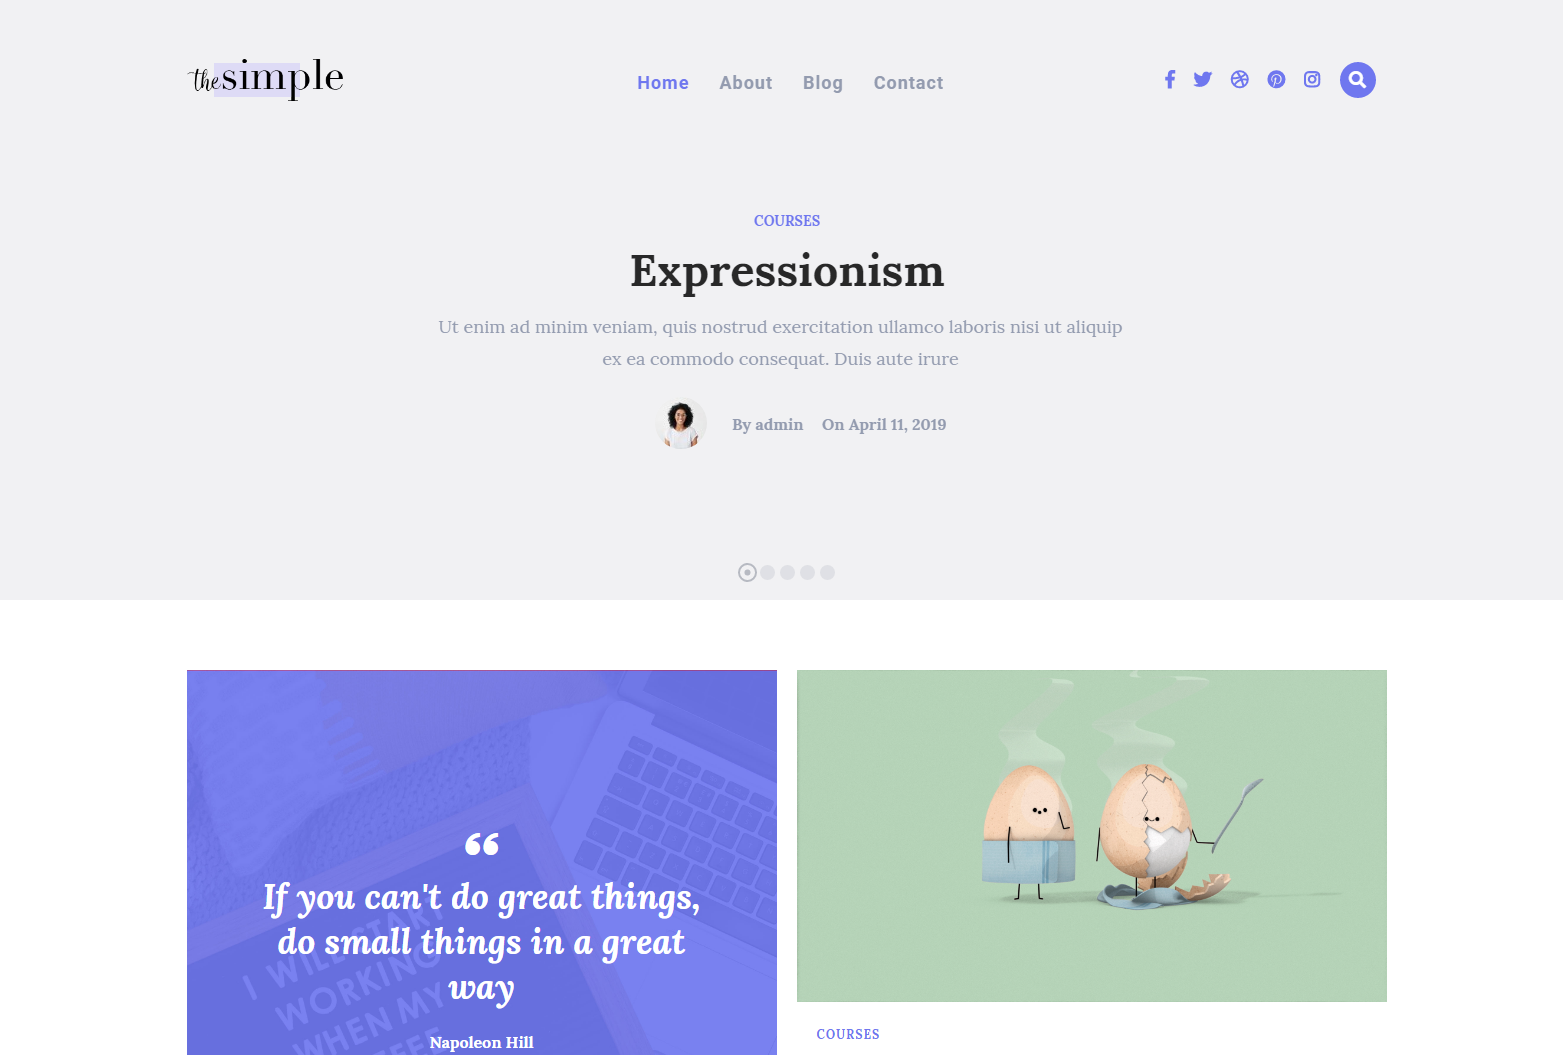 thesimple
Home About Blog Contact
COURSES
Expressionism
Ut enim ad minim veniam, quis nostrud exercitation ullamco laboris nisi ut aliquip
ex ea commodo consequat. Duis aute irure
By admin On April 11, 2019
“
If you can't do great things,
do small things in a great
way
Napoleon Hill
I WILL START
WORKING
WHEN MY
COURSES